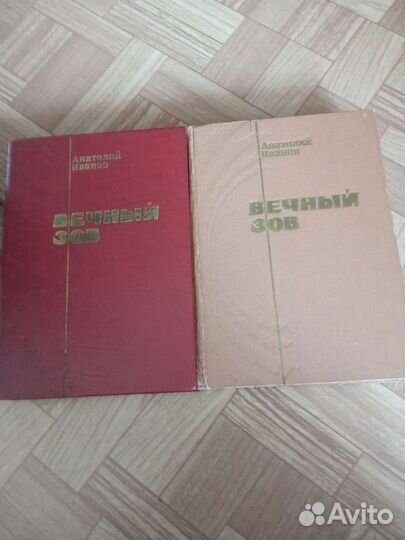 Анатолий
Иванов
ВЕЧНЫЙ
ЗОВ
Анатолий
Иванов
ВЕЧНЫЙ
ЗОВ
Avito